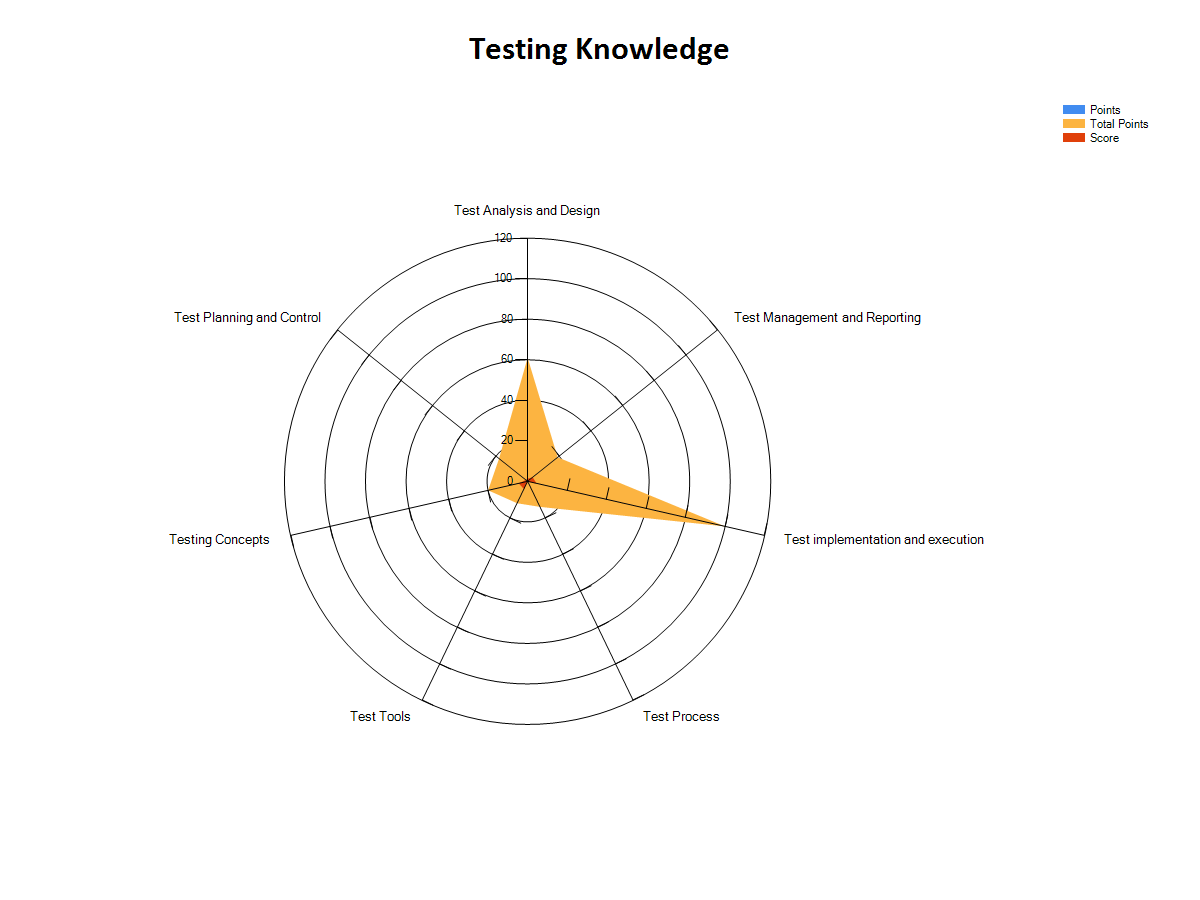 Testing Knowledge
Points
Total Points
Score
Test Analysis and Design
120
100
80
60
40
20
0
Test Planning and Control
Test Management and Reporting
Testing Concepts
Test implementation and execution
Test Tools
Test Process